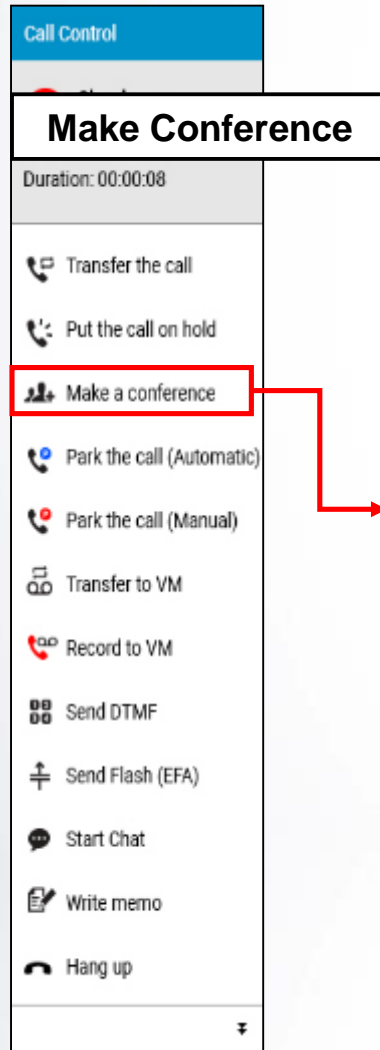 Call Control
Make Conference
Duration: 00:00:08
Transfer the call
Put the call on hold
Make a conference
Park the call (Automatic)
Park the call (Manual)
Transfer to VM
Record to VM
Send DTMF
Send Flash (EFA)
Start Chat
Write memo
Hang up